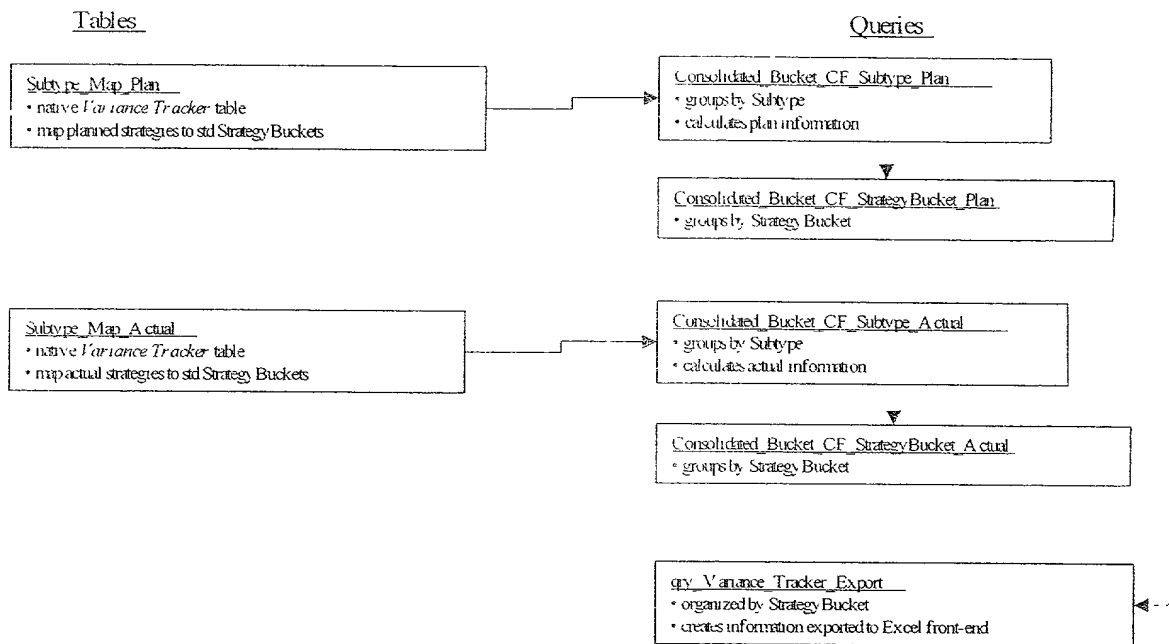 Tables
Queries
Subtype_Map_Plan
• native Variance Tracker table
• map planned strategies to std Strategy Buckets
Consolidated_Bucket_CF_Subtype_Plan
• groups by Subtype
• calculates plan information
Consolidated_Bucket_CF_StrategyBucket_Plan
• groups by Strategy Bucket
Subtype_Map_Actual
• native Variance Tracker table
• map actual strategies to std Strategy Buckets
Consolidated_Bucket_CF_Subtype_Actual
• groups by Subtype
• calculates actual information
Consolidated_Bucket_CF_StrategyBucket_Actual
• groups by Strategy Bucket
qry_Variance_Tracker_Export
• organized by Strategy Bucket
• creates information exported to Excel front-end